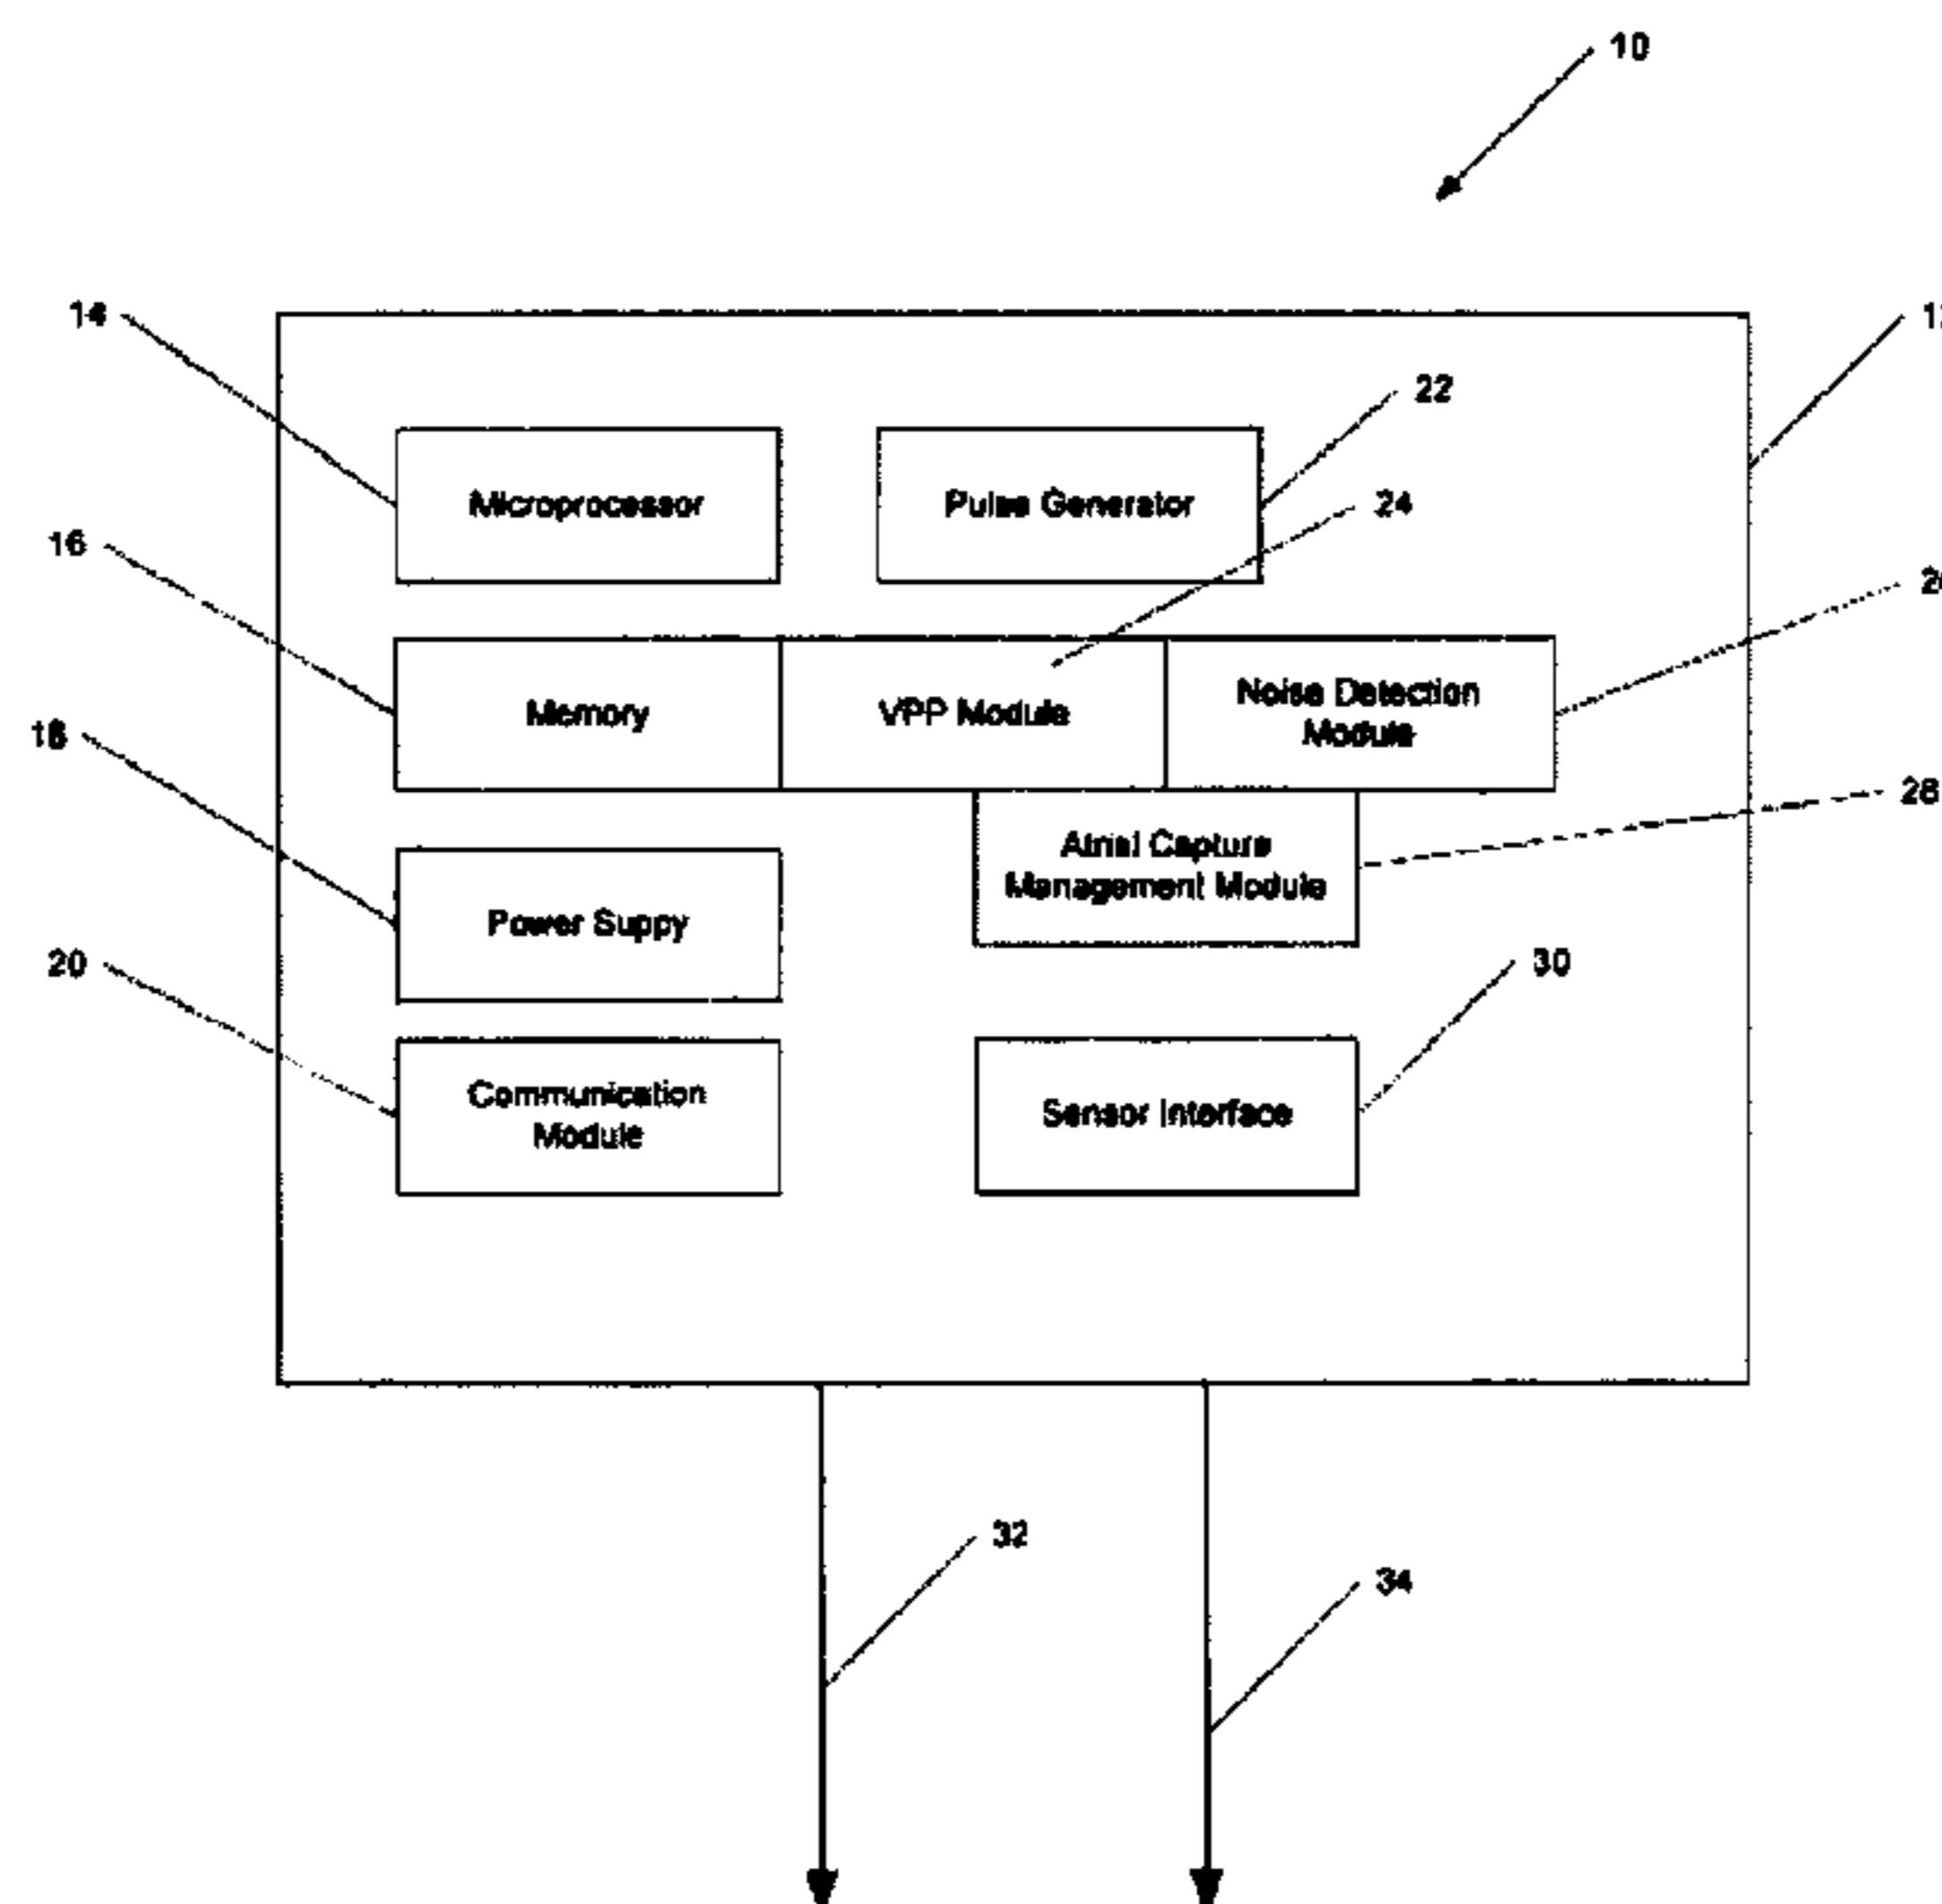 10
14
22
Microprocessor
Pulse Generator
24
16
Memory
VPP Module
Noise Detection
Module
18
28
Atrial Capture
Management Module
Power Suppy
20
30
Communication
Module
Sensor Interface
32
34